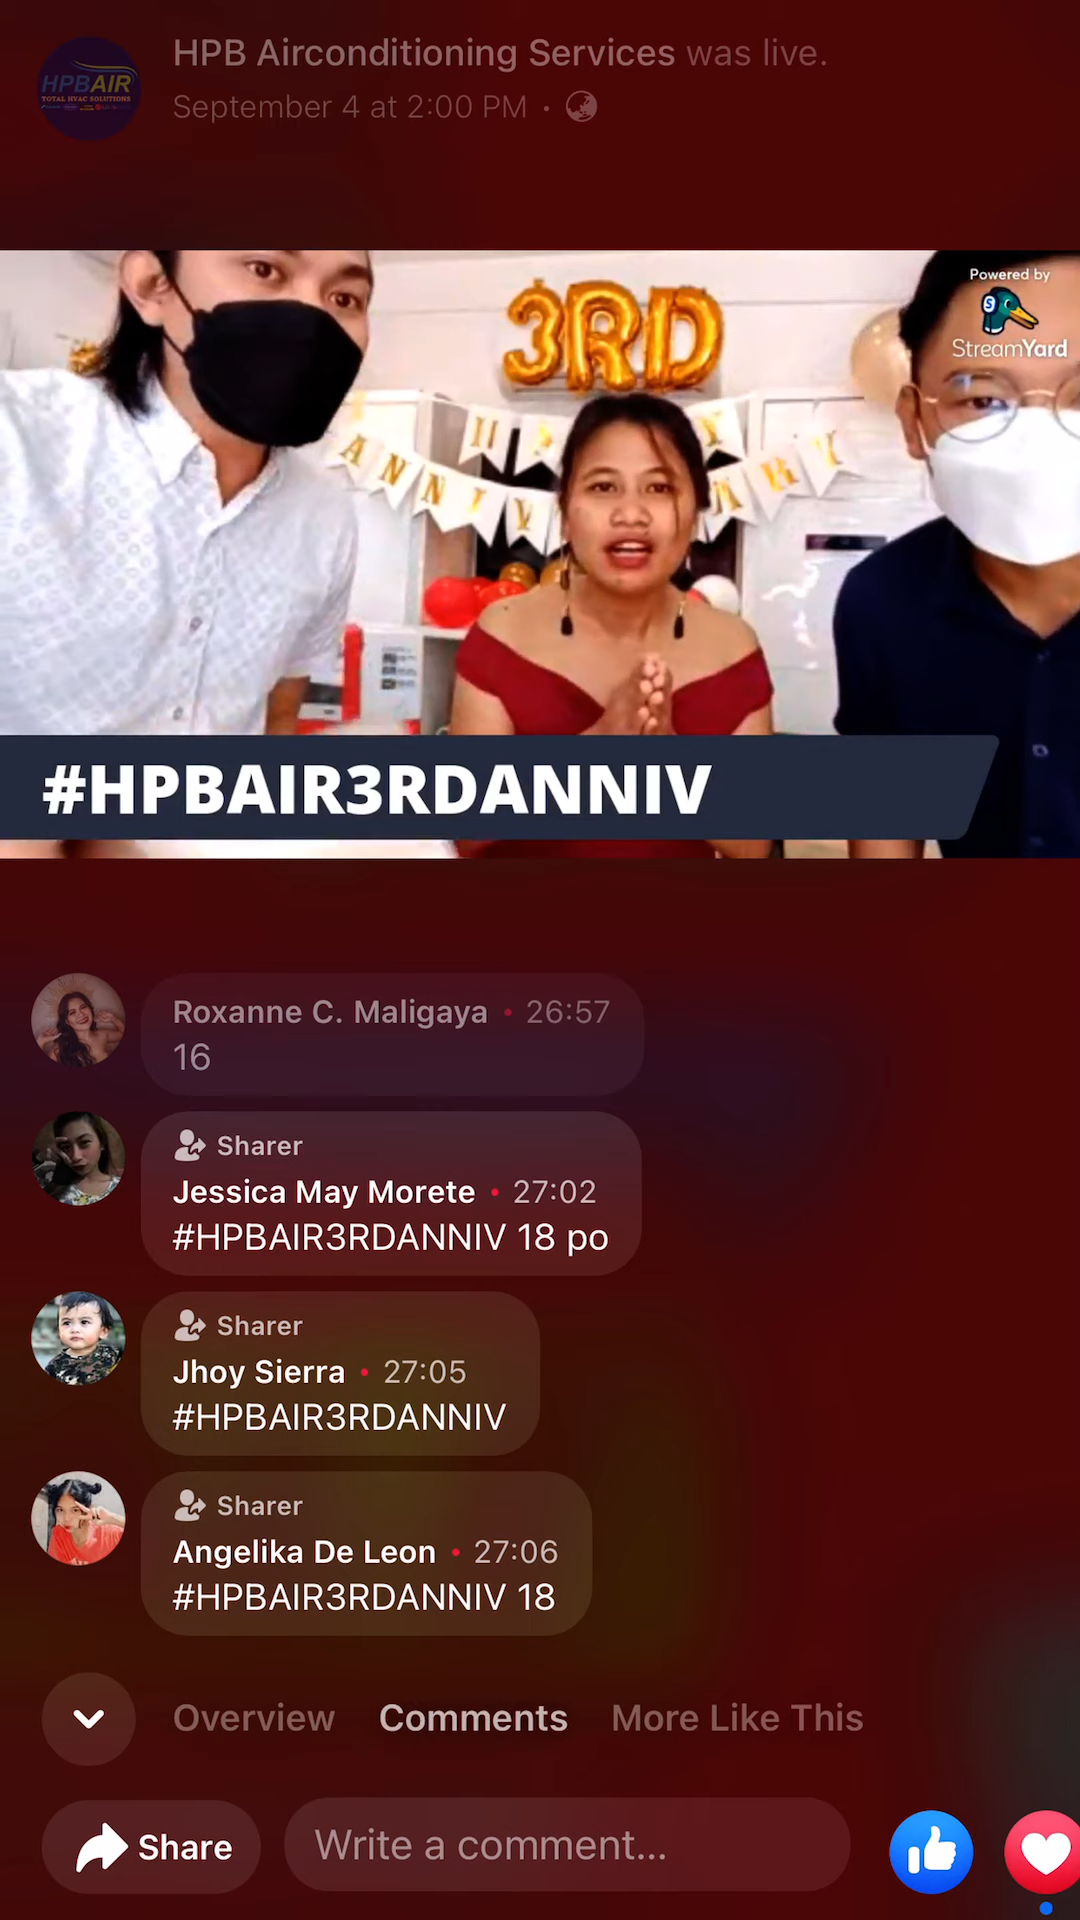 HPBAIR
TOTAL HVAC SOLUTIONS
HPB Airconditioning Services was live.
September 4 at 2:00 PM ·
Powered by
S
StreamYard
3RD
ANNIV
#HPBAIR3RDANNIV
Roxanne C. Maligaya • 26:57
16
Sharer
Jessica May Morete • 27:02
#HPBAIR3RDANNIV 18 po
Sharer
Jhoy Sierra • 27:05
#HPBAIR3RDANNIV
Sharer
Angelika De Leon • 27:06
#HPBAIR3RDANNIV 18
Overview Comments More Like This
Share Write a comment...